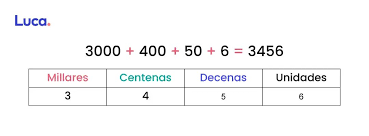 Luca.
3000 + 400 + 50 + 6 = 3456
Millares Centenas Decenas Unidades
3 4 5 6